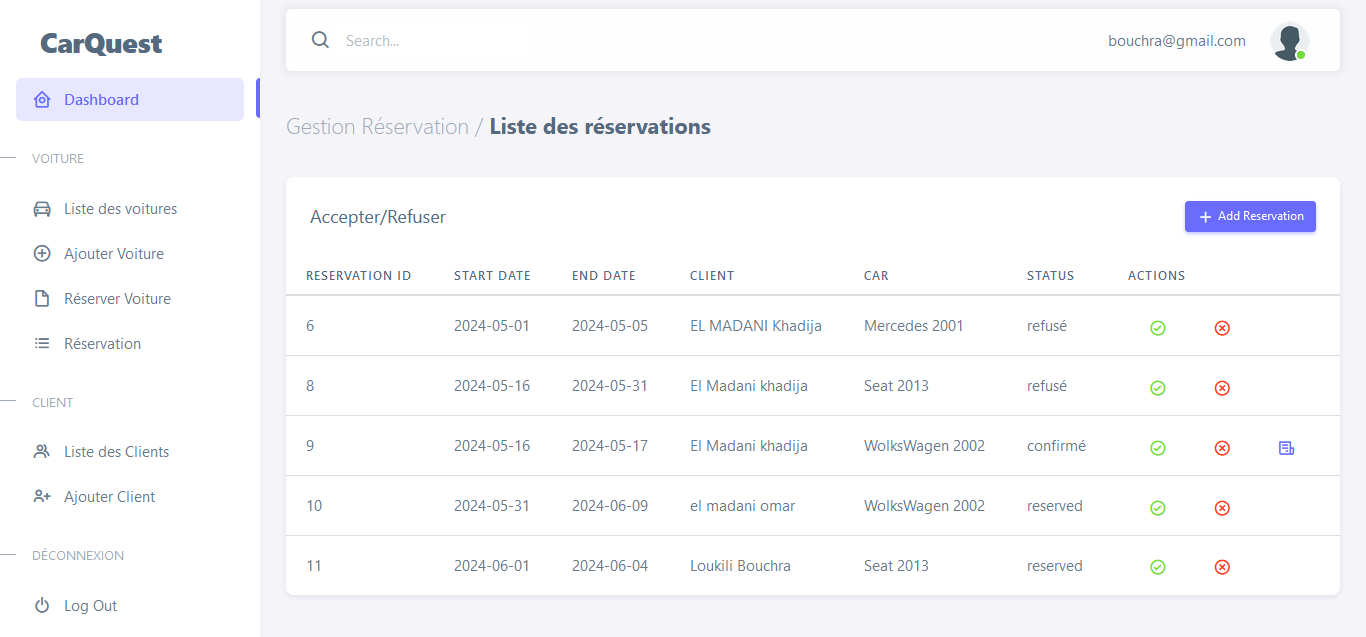 CarQuest
Dashboard
VOITURE
Liste des voitures
Ajouter Voiture
Réserver Voiture
Réservation
CLIENT
Liste des Clients
Ajouter Client
DÉCONNEXION
Log Out
Search...
bouchra@gmail.com
Gestion Réservation / Liste des réservations
Accepter/Refuser
+ Add Reservation
RESERVATION ID START DATE END DATE CLIENT CAR STATUS ACTIONS
6 2024-05-01 2024-05-05 EL MADANI Khadija Mercedes 2001 refusé
8 2024-05-16 2024-05-31 El Madani khadija Seat 2013 refusé
9 2024-05-16 2024-05-17 El Madani khadija WolksWagen 2002 confirmé
10 2024-05-31 2024-06-09 el madani omar WolksWagen 2002 reserved
11 2024-06-01 2024-06-04 Loukili Bouchra Seat 2013 reserved